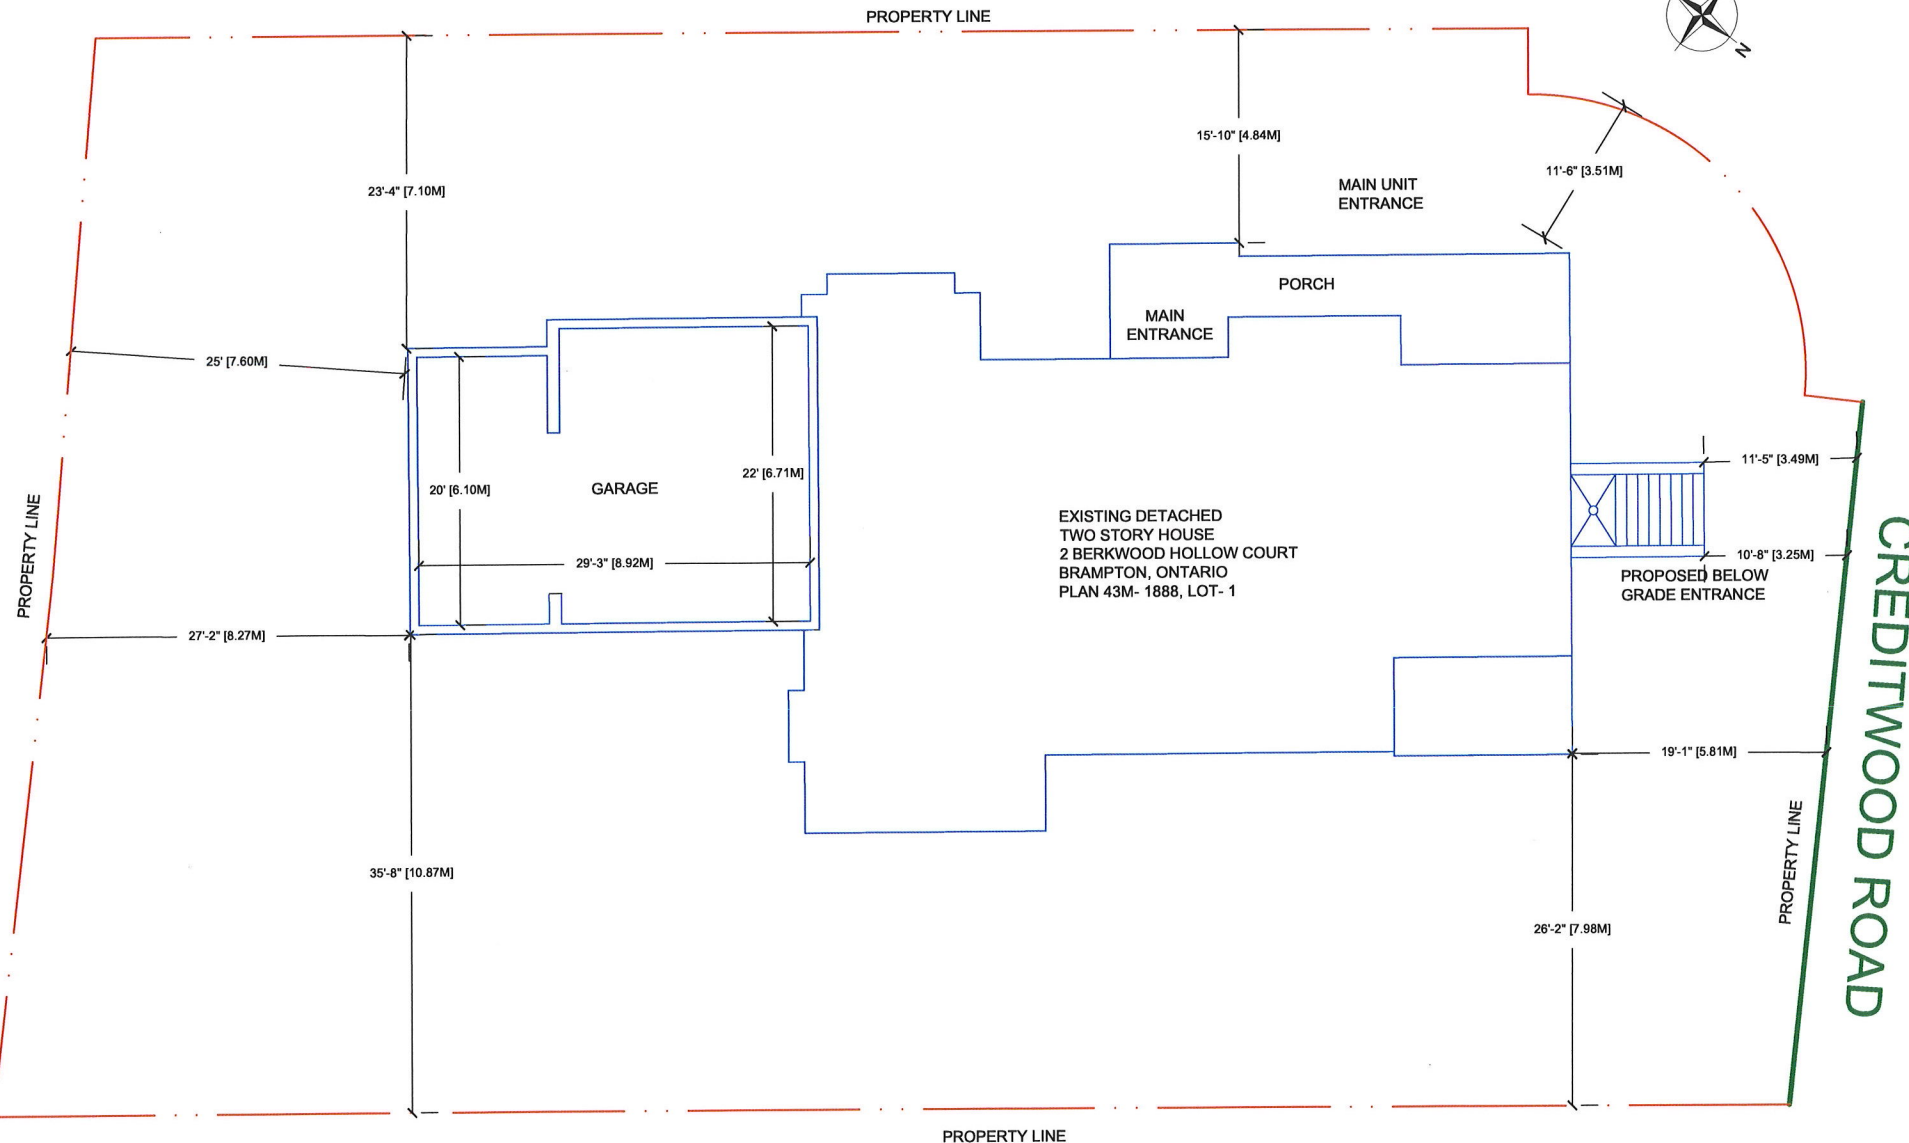 PROPERTY LINE
N
15'-10" [4.84M]
11'-6" [3.51M]
23'-4" [7.10M]
MAIN UNIT
ENTRANCE
PORCH
MAIN
ENTRANCE
25' [7.60M]
11'-5" [3.49M]
22' [6.71M]
20' [6.10M]
GARAGE
EXISTING DETACHED
TWO STORY HOUSE
2 BERKWOOD HOLLOW COURT
BRAMPTON, ONTARIO
PLAN 43M- 1888, LOT- 1
PROPERTY LINE
29'-3" [8.92M]
10'-8" [3.25M]
PROPOSED BELOW
GRADE ENTRANCE
27'-2" [8.27M]
CREDITWOOD ROAD
19'-1" [5.81M]
PROPERTY LINE
35'-8" [10.87M]
26'-2" [7.98M]
PROPERTY LINE